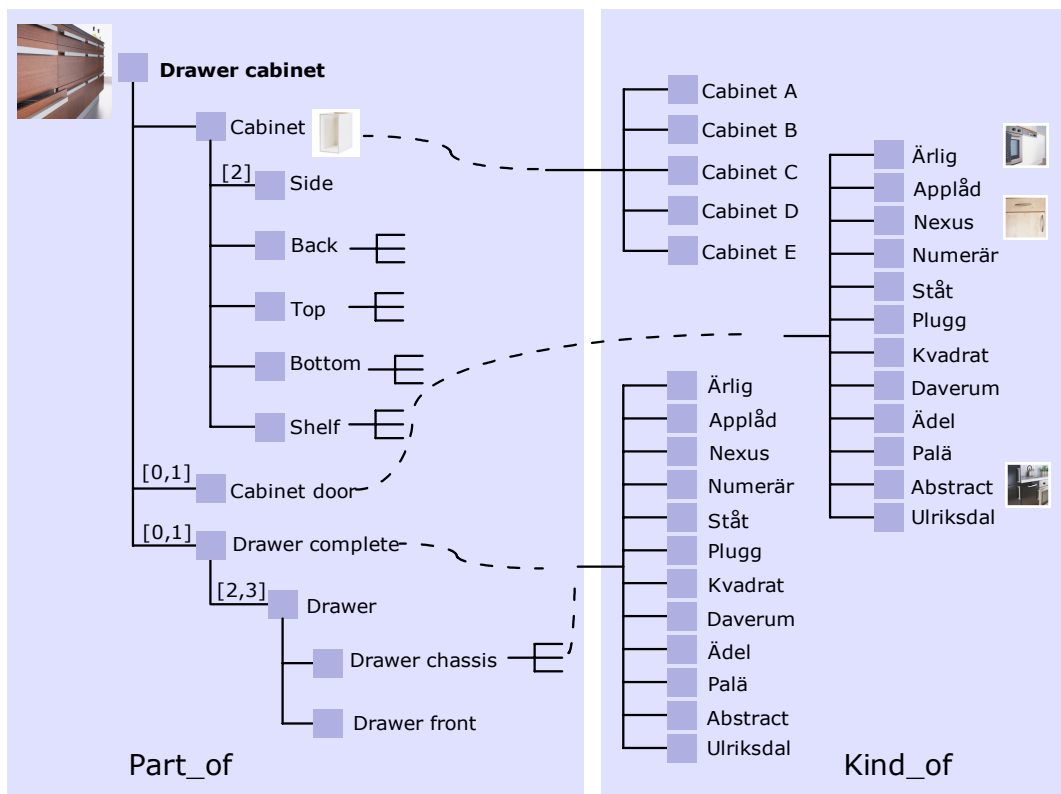 Drawer cabinet
Cabinet
[2]
Side
Back
Top
Bottom
Shelf
[0,1]
Cabinet door
[0,1]
Drawer complete
[2,3]
Drawer
Drawer chassis
Drawer front
Part_of
Cabinet A
Cabinet B
Cabinet C
Cabinet D
Cabinet E
Ärlig
Applåd
Nexus
Numerär
Ståt
Plugg
Kvadrat
Daverum
Ädel
Palä
Abstract
Ulriksdal
Ärlig
Applåd
Nexus
Numerär
Ståt
Plugg
Kvadrat
Daverum
Ädel
Palä
Abstract
Ulriksdal
Kind_of